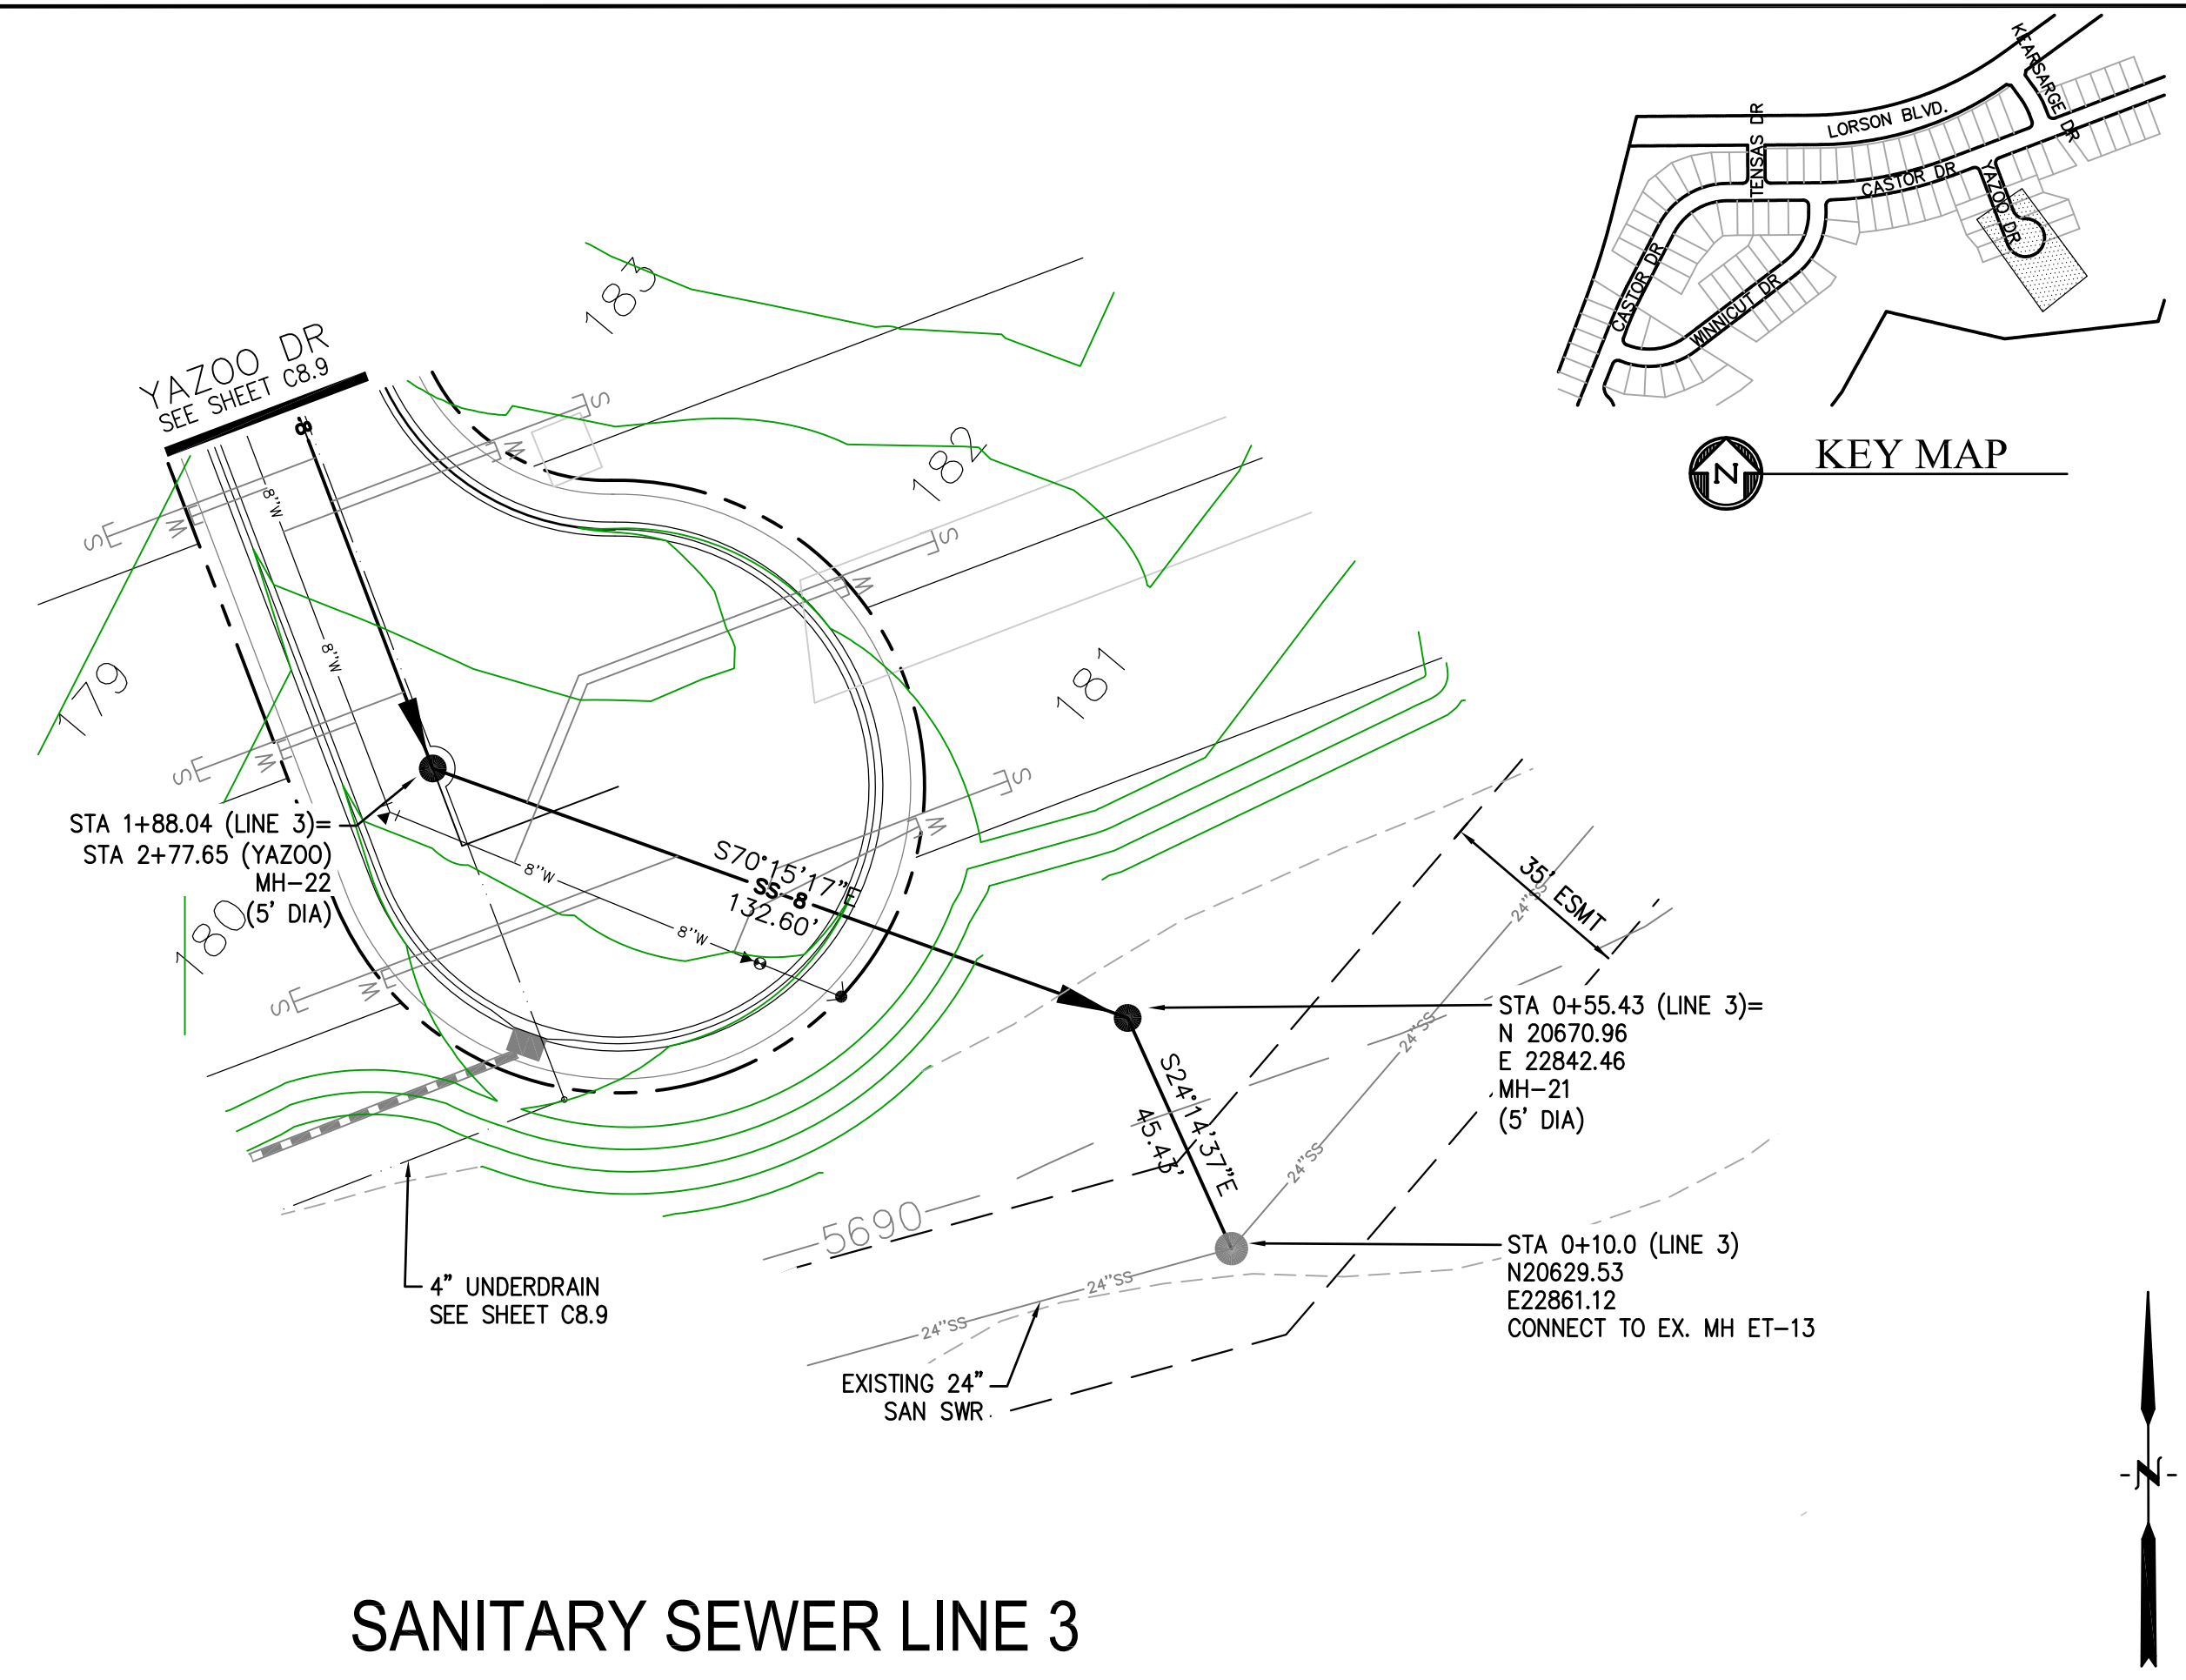 KEARSARGE DR
LORSON BLVD.
TENSAS DR
CASTOR DR
YAZOO DR
CASTOR DR
WINNICUT DR
N
KEY MAP
183
YAZOO DR
SEE SHEET C8.9
8
S
W
182
8"W
S
W
S
W
8"W
181
179
S
W
S
W
STA 1+88.04 (LINE 3)=
STA 2+77.65 (YAZOO)
MH-22
(5' DIA)
180
S70°15'17"E
SS-8
132.60'
8"W
8"W
S
W
35' ESMT
24"SS
24"SS
STA 0+55.43 (LINE 3)=
N 20670.96
E 22842.46
MH-21
(5' DIA)
S24°14'37"E
45.43'
24"SS
5690
STA 0+10.0 (LINE 3)
N20629.53
E22861.12
CONNECT TO EX. MH ET-13
4" UNDERDRAIN
SEE SHEET C8.9
24"SS
24"SS
EXISTING 24"
SAN SWR
N
SANITARY SEWER LINE 3